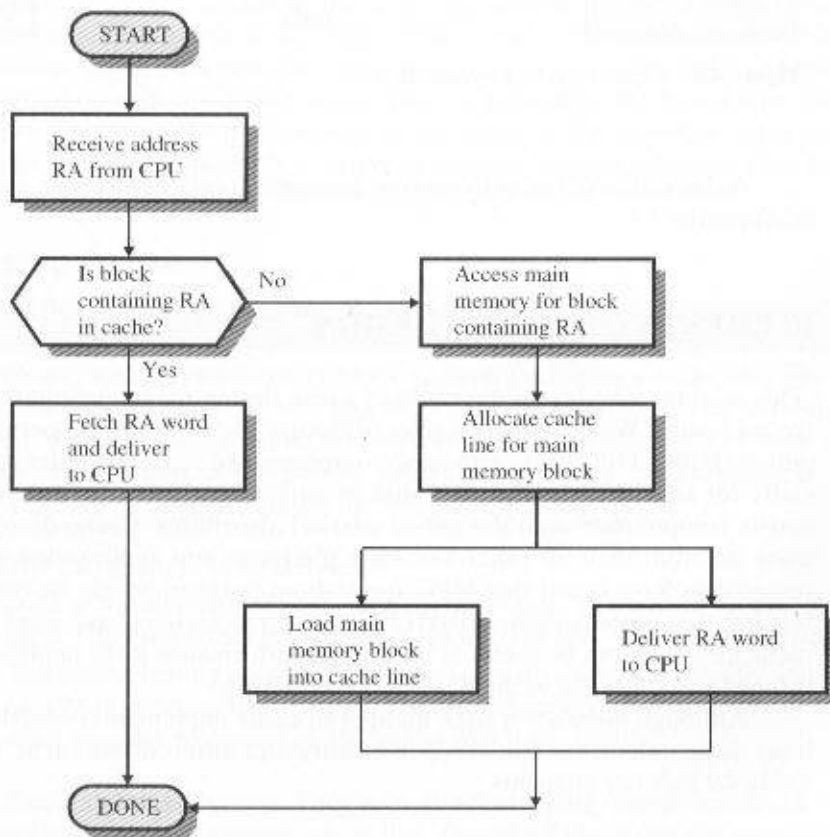 START
Receive address
RA from CPU
Is block
containing RA
in cache?
No
Yes
Access main
memory for block
containing RA
Fetch RA word
and deliver
to CPU
Allocate cache
line for main
memory block
Load main
memory block
into cache line
Deliver RA word
to CPU
DONE